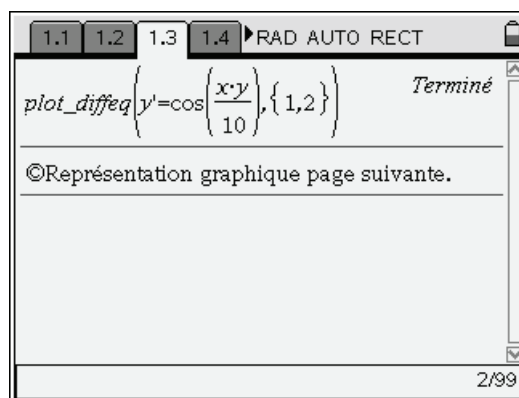 1.1 1.2 1.3 1.4 RAD AUTO RECT
plot_diffeq(y'=cos(x·y/10),{1,2}) Terminé
©Représentation graphique page suivante.
2/99